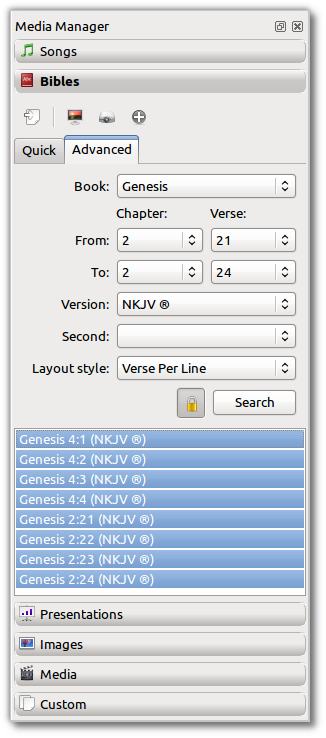 Media Manager
Songs
Bibles
Quick Advanced
Book: Genesis
Chapter: Verse:
From: 2 21
To: 2 24
Version: NKJV ®
Second:
Layout style: Verse Per Line
Search
Genesis 4:1 (NKJV ®)
Genesis 4:2 (NKJV ®)
Genesis 4:3 (NKJV ®)
Genesis 4:4 (NKJV ®)
Genesis 2:21 (NKJV ®)
Genesis 2:22 (NKJV ®)
Genesis 2:23 (NKJV ®)
Genesis 2:24 (NKJV ®)
Presentations
Images
Media
Custom